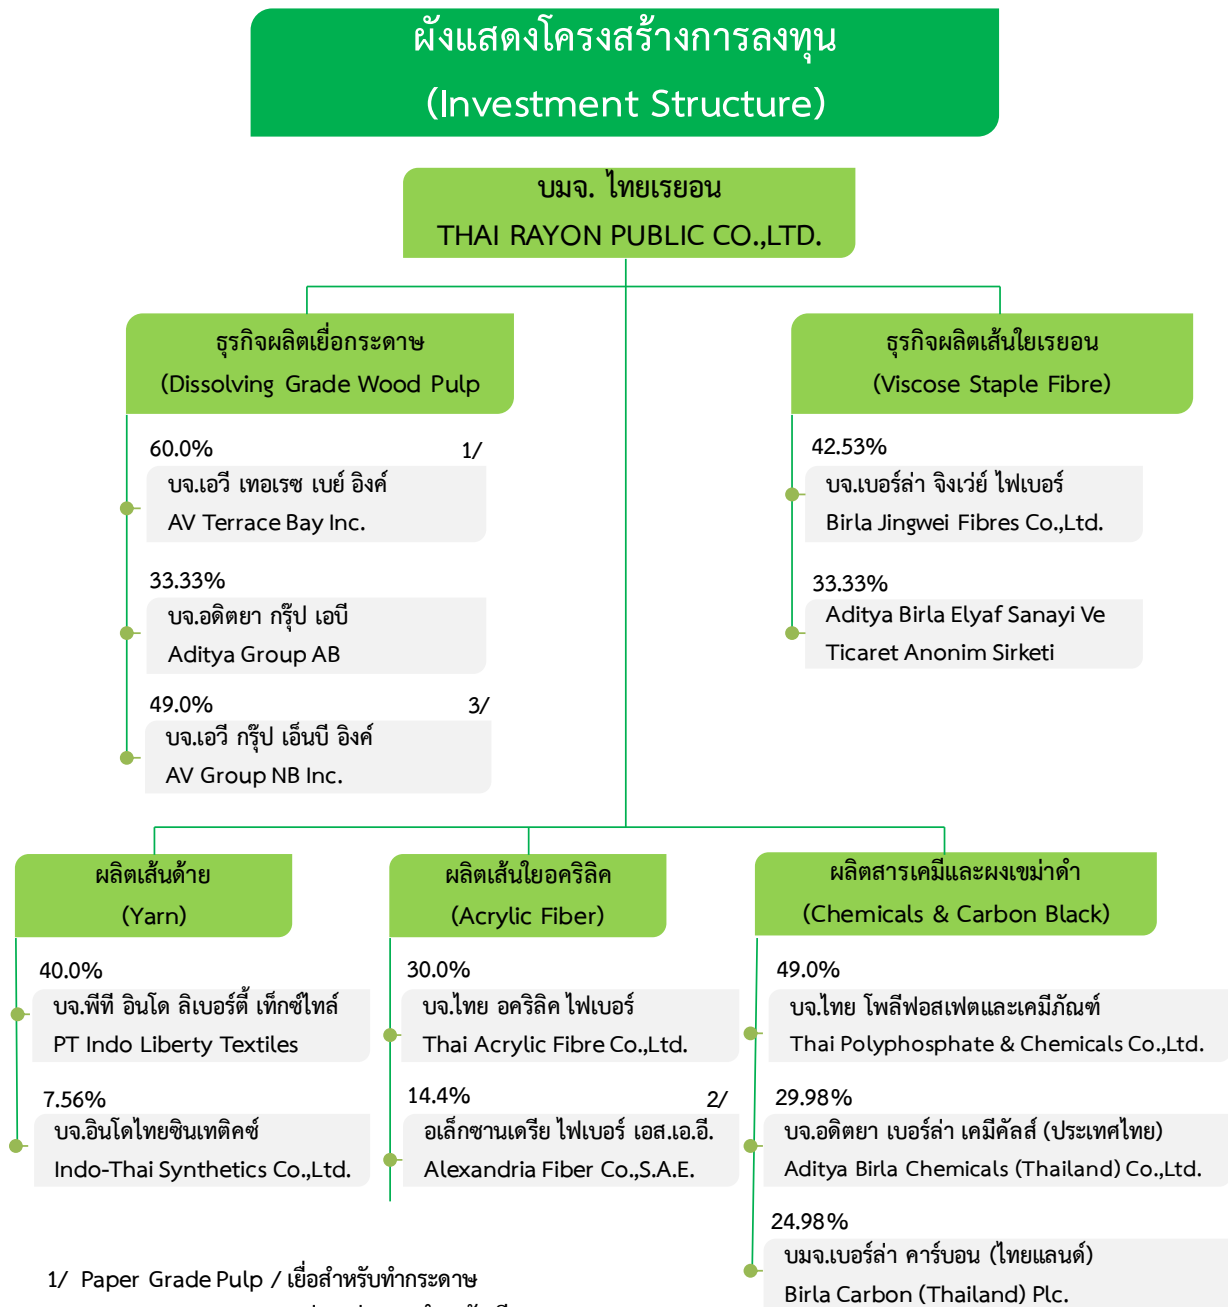 ผังแสดงโครงสร้างการลงทุน
(Investment Structure)
บมจ. ไทยเรยอน
THAI RAYON PUBLIC CO.,LTD.
ธุรกิจผลิตเยื่อกระดาษ
(Dissolving Grade Wood Pulp
60.0% 1/
บจ.เอวี เทอเรซ เบย์ อิงค์
AV Terrace Bay Inc.
33.33%
บจ.อดิตยา กรุ๊ป เอบี
Aditya Group AB
49.0% 3/
บจ.เอวี กรุ๊ป เอ็นบี อิงค์
AV Group NB Inc.
ธุรกิจผลิตเส้นใยเรยอน
(Viscose Staple Fibre)
42.53%
บจ.เบอร์ล่า จิงเว่ย์ ไฟเบอร์
Birla Jingwei Fibres Co.,Ltd.
33.33%
Aditya Birla Elyaf Sanayi Ve
Ticaret Anonim Sirketi
ผลิตเส้นด้าย
(Yarn)
40.0%
บจ.พีที อินโด ลิเบอร์ตี้ เท็กซ์ไทล์
PT Indo Liberty Textiles
7.56%
บจ.อินโดไทยซินเทติคซ์
Indo-Thai Synthetics Co.,Ltd.
ผลิตเส้นใยอคริลิค
(Acrylic Fiber)
30.0%
บจ.ไทย อคริลิค ไฟเบอร์
Thai Acrylic Fibre Co.,Ltd.
14.4% 2/
อเล็กซานเดรีย ไฟเบอร์ เอส.เอ.อี.
Alexandria Fiber Co.,S.A.E.
ผลิตสารเคมีและผงเขม่าดำ
(Chemicals & Carbon Black)
49.0%
บจ.ไทย โพลีฟอสเฟตและเคมีภัณฑ์
Thai Polyphosphate & Chemicals Co.,Ltd.
29.98%
บจ.อดิตยา เบอร์ล่า เคมีคัลส์ (ประเทศไทย)
Aditya Birla Chemicals (Thailand) Co.,Ltd.
24.98%
บมจ.เบอร์ล่า คาร์บอน (ไทยแลนด์)
Birla Carbon (Thailand) Plc.
1/ Paper Grade Pulp / เยื่อสำหรับทำกระดาษ